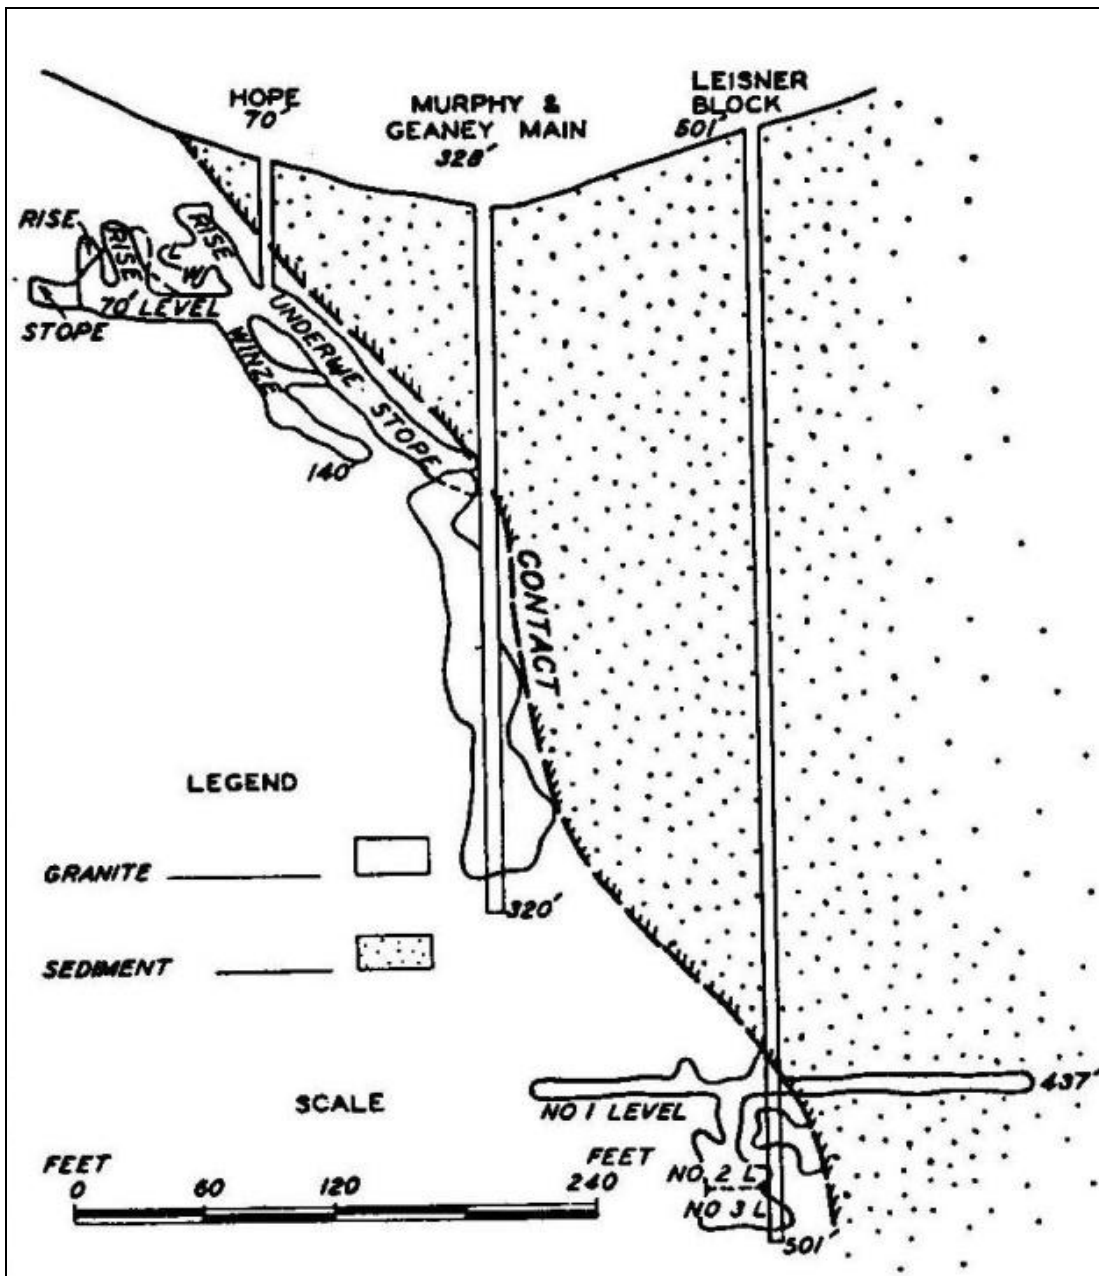 HOPE
70'
MURPHY &
GEANEY MAIN
328'
LEISNER
BLOCK
501'
RISE
RISE
RISE
L
W
70' LEVEL
STOPE
WINZE
UNDERWE STOPE
140'
CONTACT
LEGEND
GRANITE
320'
SEDIMENT
437'
NO 1 LEVEL
SCALE
FEET
FEET
0
60
120
240
NO 2 L
NO 3 L
501'